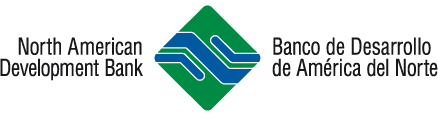 North American
Development Bank
Banco de Desarrollo
de América del Norte